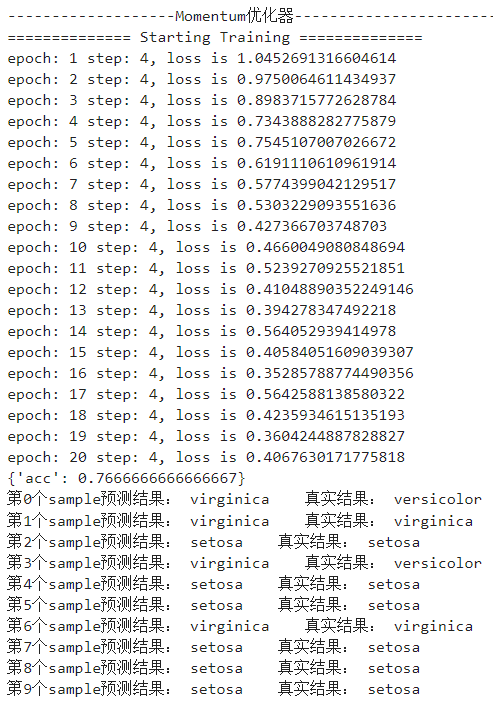 -------------------Momentum优化器-----------------------
============== Starting Training ==============
epoch: 1 step: 4, loss is 1.0452691316604614
epoch: 2 step: 4, loss is 0.9750064611434937
epoch: 3 step: 4, loss is 0.8983715772628784
epoch: 4 step: 4, loss is 0.7343888282775879
epoch: 5 step: 4, loss is 0.7545107007026672
epoch: 6 step: 4, loss is 0.6191110610961914
epoch: 7 step: 4, loss is 0.5774399042129517
epoch: 8 step: 4, loss is 0.5303229093551636
epoch: 9 step: 4, loss is 0.427366703748703
epoch: 10 step: 4, loss is 0.4660049080848694
epoch: 11 step: 4, loss is 0.5239270925521851
epoch: 12 step: 4, loss is 0.41048890352249146
epoch: 13 step: 4, loss is 0.394278347492218
epoch: 14 step: 4, loss is 0.564052939414978
epoch: 15 step: 4, loss is 0.40584051609039307
epoch: 16 step: 4, loss is 0.35285788774490356
epoch: 17 step: 4, loss is 0.5642588138580322
epoch: 18 step: 4, loss is 0.4235934615135193
epoch: 19 step: 4, loss is 0.3604244887828827
epoch: 20 step: 4, loss is 0.4067630171775818
{'acc': 0.7666666666666667}
第0个sample预测结果： virginica    真实结果： versicolor
第1个sample预测结果： virginica    真实结果： virginica
第2个sample预测结果： setosa    真实结果： setosa
第3个sample预测结果： virginica    真实结果： versicolor
第4个sample预测结果： setosa    真实结果： setosa
第5个sample预测结果： setosa    真实结果： setosa
第6个sample预测结果： virginica    真实结果： virginica
第7个sample预测结果： setosa    真实结果： setosa
第8个sample预测结果： setosa    真实结果： setosa
第9个sample预测结果： setosa    真实结果： setosa